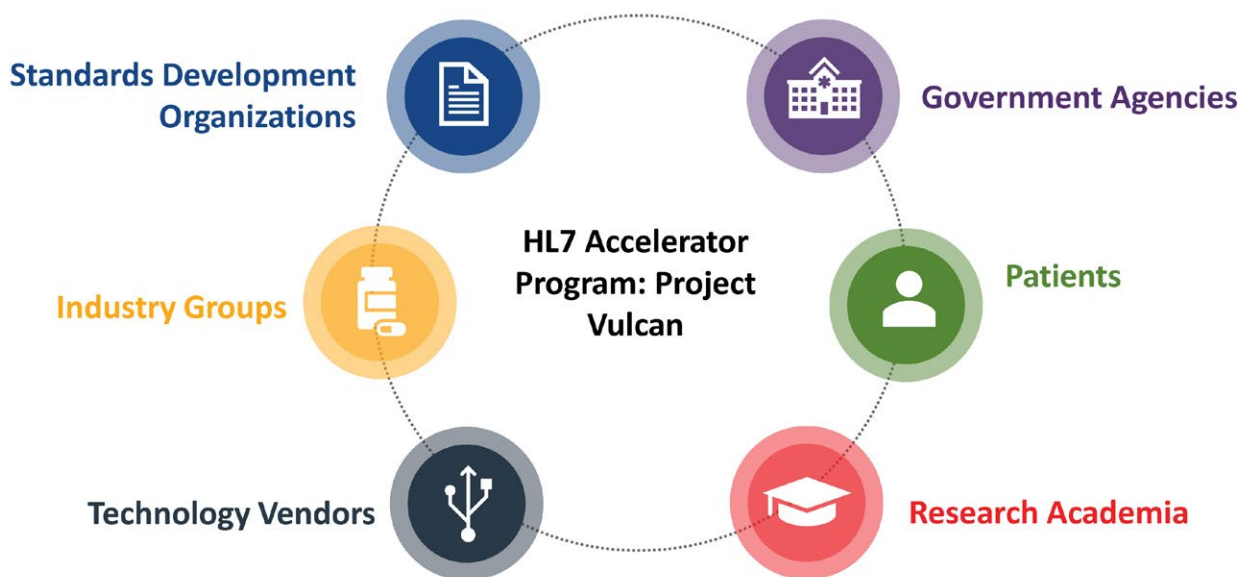 Standards Development
Organizations
Government Agencies
HL7 Accelerator
Program: Project
Vulcan
Industry Groups
Patients
Technology Vendors
Research Academia